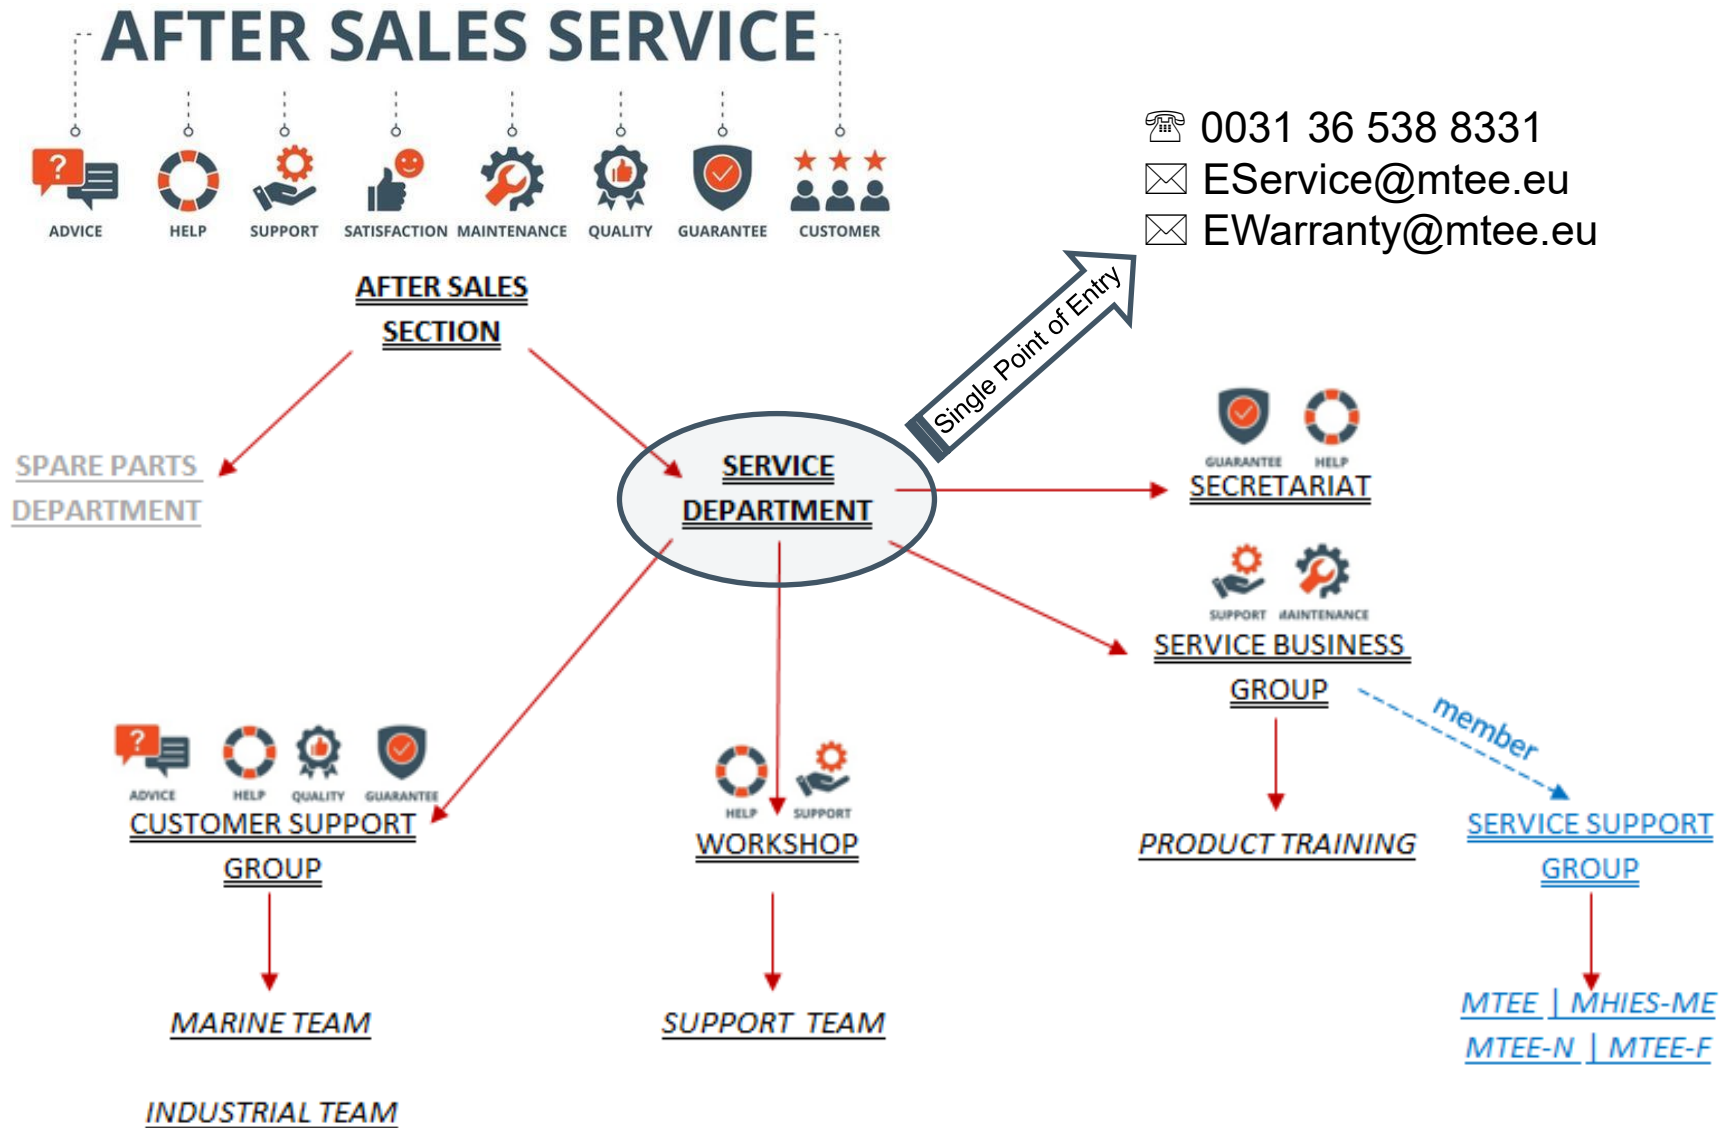 AFTER SALES SERVICE
?
ADVICE HELP SUPPORT SATISFACTION MAINTENANCE QUALITY GUARANTEE CUSTOMER
☏ 0031 36 538 8331
✉ EService@mtee.eu
✉ EWarranty@mtee.eu
AFTER SALES
SECTION
Single Point of Entry
SPARE PARTS
DEPARTMENT
SERVICE
DEPARTMENT
GUARANTEE HELP
SECRETARIAT
SUPPORT MAINTENANCE
SERVICE BUSINESS
GROUP
member
?
ADVICE HELP QUALITY GUARANTEE
CUSTOMER SUPPORT
GROUP
HELP SUPPORT
WORKSHOP
PRODUCT TRAINING
SERVICE SUPPORT
GROUP
MARINE TEAM
INDUSTRIAL TEAM
SUPPORT TEAM
MTEE | MHIES-ME
MTEE-N | MTEE-F